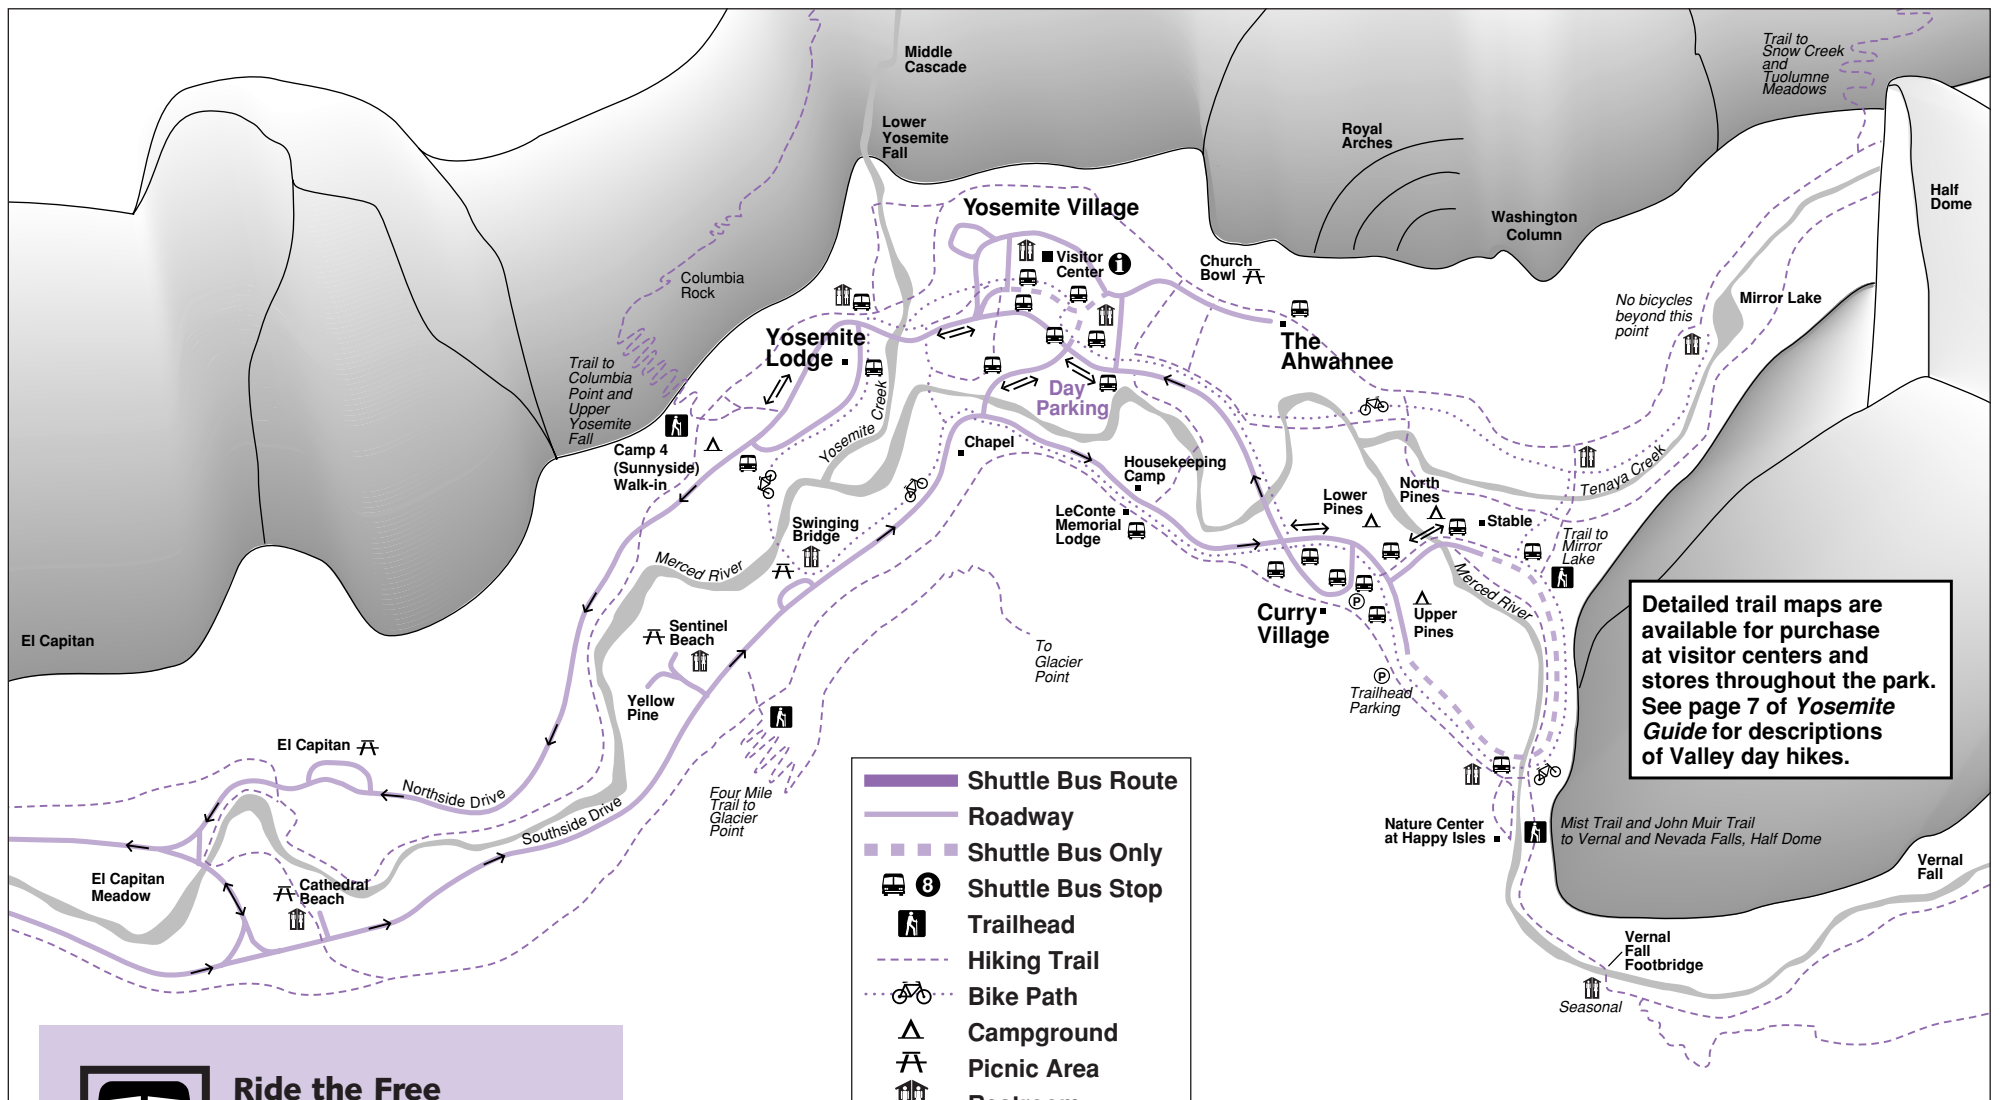 Middle
Cascade
Lower
Yosemite
Fall
Trail to
Snow Creek
and
Tuolumne
Meadows
Royal
Arches
Washington
Column
Half
Dome
Yosemite Village
Visitor
Center
i
Church
Bowl
Columbia
Rock
No bicycles
beyond this
point
Mirror Lake
Yosemite
Lodge
The
Ahwahnee
Trail to
Columbia
Point and
Upper
Yosemite
Fall
Day
Parking
Camp 4
(Sunnyside)
Walk-in
Yosemite Creek
Chapel
Housekeeping
Camp
LeConte
Memorial
Lodge
Lower
Pines
North
Pines
Stable
Tenaya Creek
Trail to
Mirror
Lake
Swinging
Bridge
Merced River
Merced River
P
Curry
Village
Upper
Pines
El Capitan
Sentinel
Beach
Yellow
Pine
To
Glacier
Point
P
Trailhead
Parking
Detailed trail maps are
available for purchase
at visitor centers and
stores throughout the park.
See page 7 of Yosemite
Guide for descriptions
of Valley day hikes.
El Capitan
Northside Drive
Southside Drive
Four Mile
Trail to
Glacier
Point
Nature Center
at Happy Isles
Mist Trail and John Muir Trail
to Vernal and Nevada Falls, Half Dome
Vernal
Fall
El Capitan
Meadow
Cathedral
Beach
Vernal
Fall
Footbridge
Seasonal
Shuttle Bus Route
Roadway
Shuttle Bus Only
8 Shuttle Bus Stop
Trailhead
Hiking Trail
Bike Path
Campground
Picnic Area
Restroom
Ride the Free